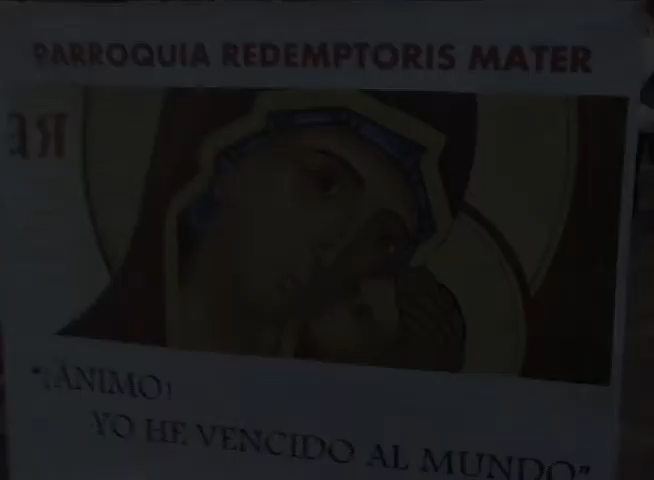 PARROQUIA REDEMPTORIS MATER
“¡ÁNIMO!
YO HE VENCIDO AL MUNDO”